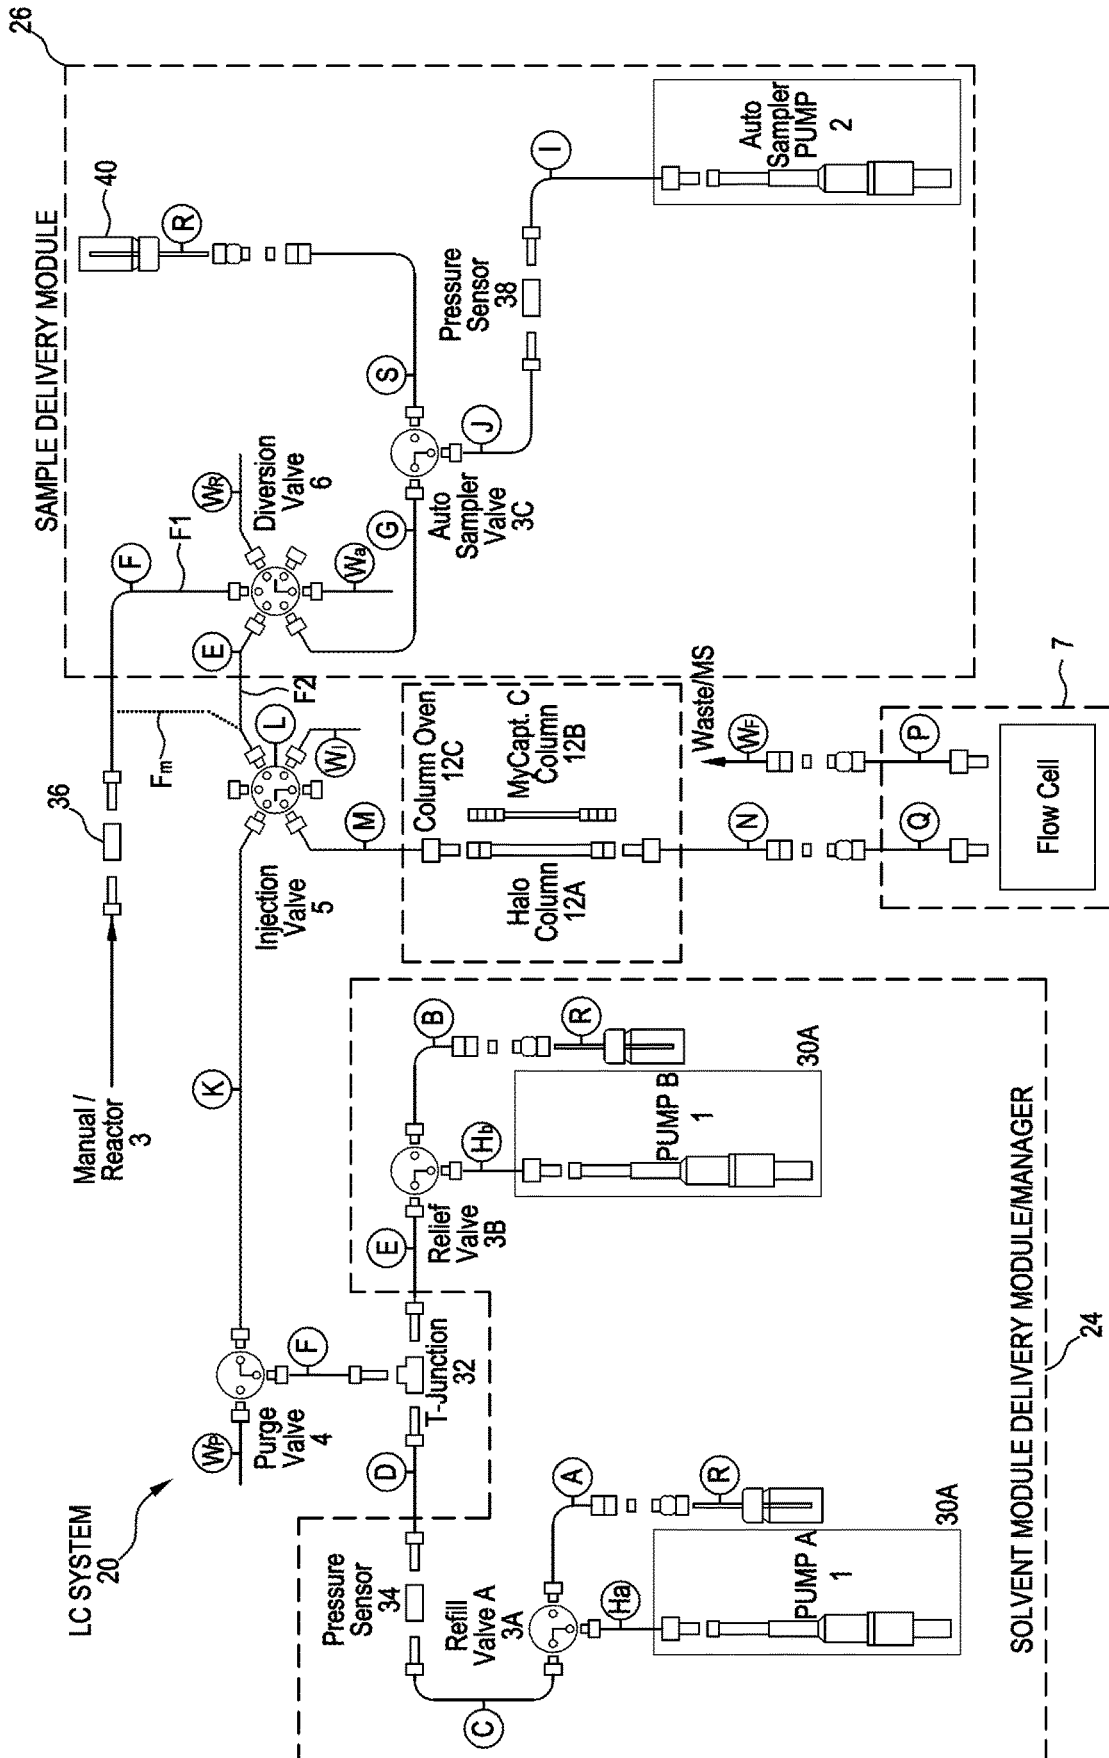 LC SYSTEM
20
26
SAMPLE DELIVERY MODULE
40
R
Auto
Sampler
PUMP
2
I
Pressure
Sensor
38
S
J
Auto
Sampler
Valve
3C
G
Diversion
Valve
6
WR
Wa
F
F1
E
F2
Fm
36
Manual /
Reactor
3
L
WI
Injection
Valve
5
K
M
Column Oven
12C
MyCapt. C
Column
12B
Halo
Column
12A
Waste/MS
WF
P
N
Q
7
Flow Cell
WP
Purge
Valve
4
F
T-Junction
32
D
E
Relief
Valve
3B
B
Hb
R
PUMP B
1
30A
Pressure
Sensor
34
C
Refill
Valve A
3A
A
Ha
R
PUMP A
1
30A
SOLVENT MODULE DELIVERY MODULE/MANAGER
24